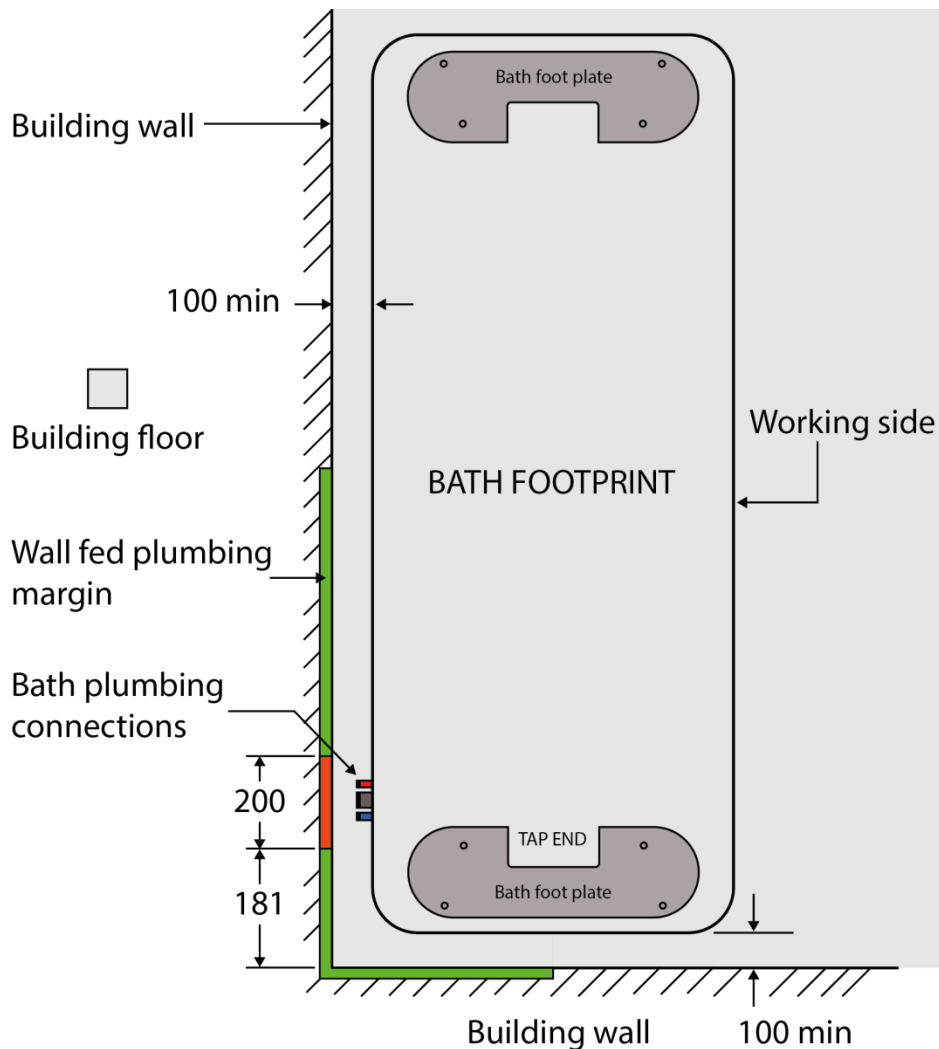 Bath foot plate
Building wall
100 min
Building floor
Working side
BATH FOOTPRINT
Wall fed plumbing
margin
Bath plumbing
connections
200
TAP END
181
Bath foot plate
Building wall
100 min